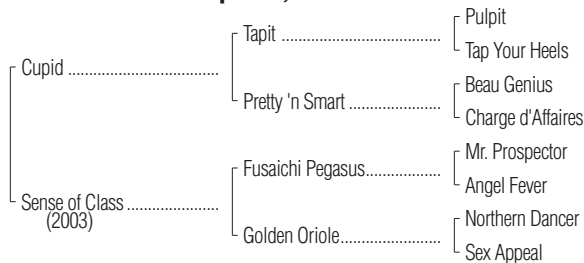 Pulpit
Tapit ................................
Tap Your Heels
Cupid ....................................
Beau Genius
Pretty 'n Smart ......................
Charge d'Affaires
Mr. Prospector
Fusaichi Pegasus..................
Angel Fever
Sense of Class ......................
(2003)
Northern Dancer
Golden Oriole........................
Sex Appeal